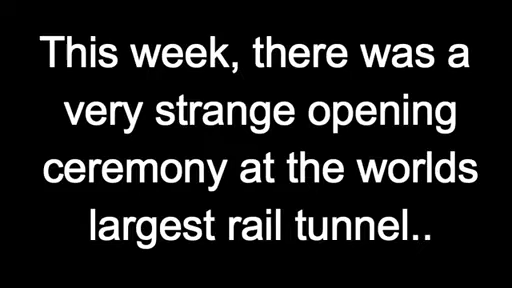 This week, there was a
very strange opening
ceremony at the worlds
largest rail tunnel..